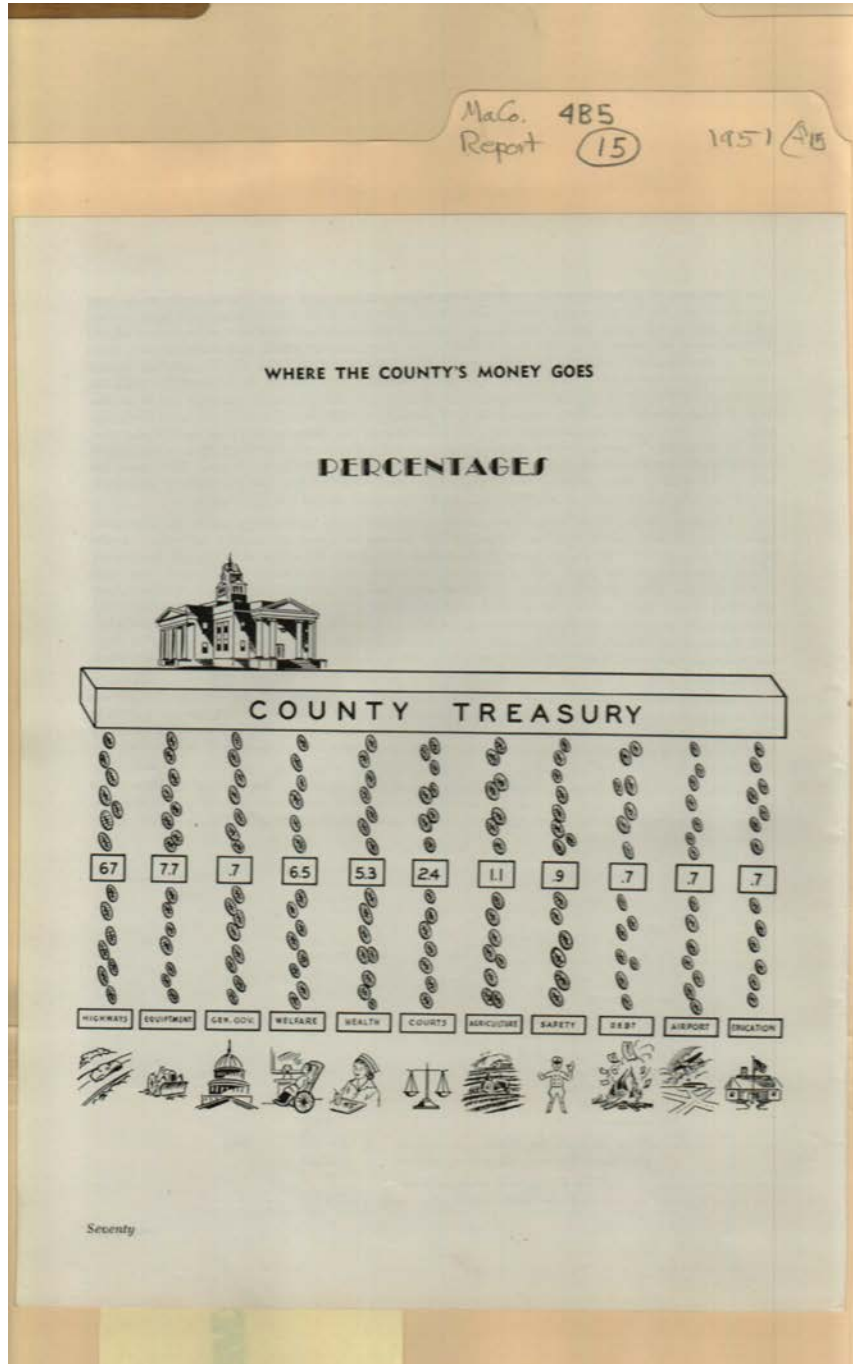 MaCo. 4B5
Report 15 1951
WHERE THE COUNTY'S MONEY GOES
PERCENTAGES
COUNTY TREASURY
67 7.7 .7 6.5 5.3 2.4 1.1 .9 .7 .7 .7
HIGHWAYS EQUIPTMENT GEN. GOV. WELFARE HEALTH COURTS AGRICULTURE SAFETY DEBT AIRPORT EDUCATION
Seventy